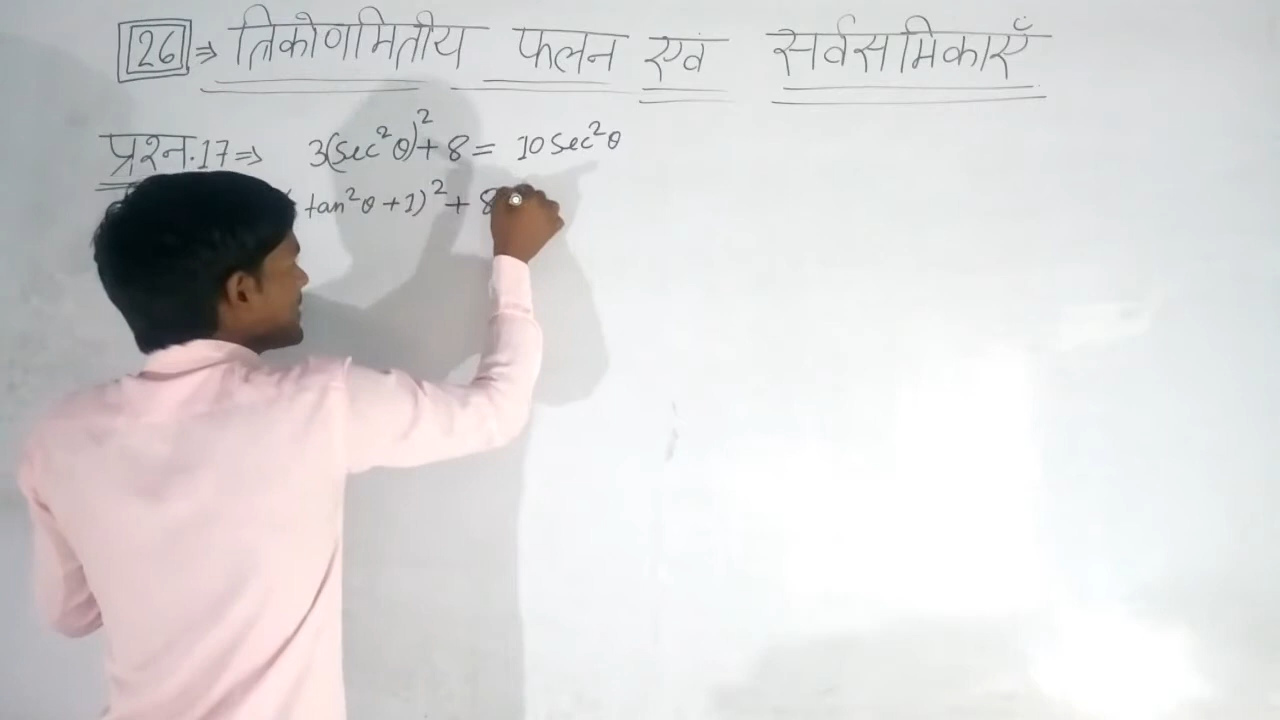 26 ⇒ त्रिकोणमितीय फलन एवं सर्वसमिकाएँ
प्रश्न.17 ⇒ 3(sec²θ)² + 8 = 10 sec²θ
(tan²θ + 1)² + 8